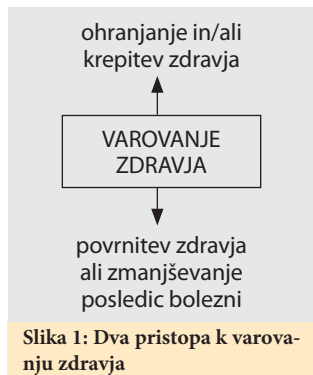 ohranjanje in/ali
krepitev zdravja
VAROVANJE
ZDRAVJA
povrnitev zdravja
ali zmanjševanje
posledic bolezni
Slika 1: Dva pristopa k varova-
nju zdravja